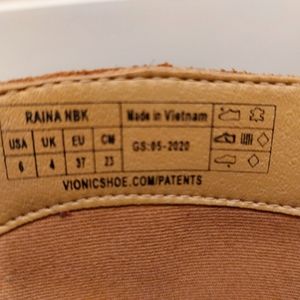 RAINA NBK Made in Vietnam
USA UK EU CM
6 4 37 23 GS:05-2020
VIONICSHOE.COM/PATENTS